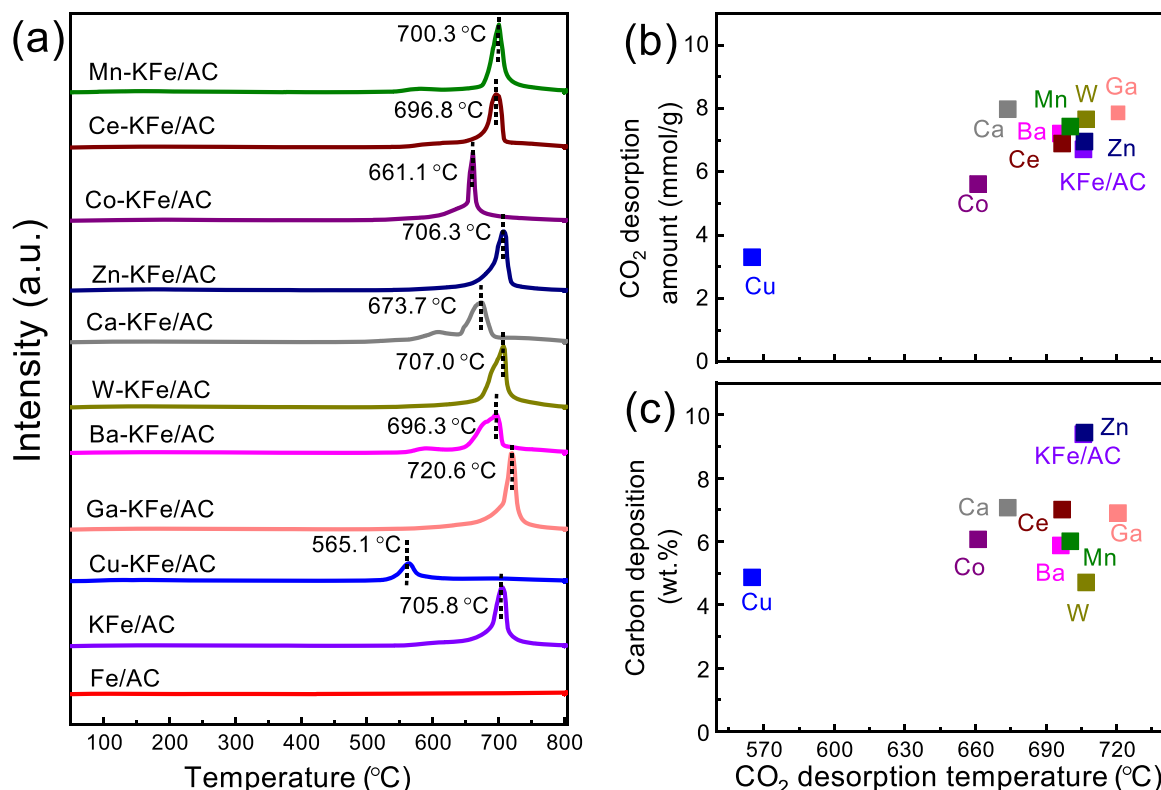 (a)
700.3 °C
Mn-KFe/AC
696.8 °C
Ce-KFe/AC
661.1 °C
Co-KFe/AC
706.3 °C
Zn-KFe/AC
673.7 °C
Ca-KFe/AC
707.0 °C
W-KFe/AC
696.3 °C
Ba-KFe/AC
720.6 °C
Ga-KFe/AC
565.1 °C
Cu-KFe/AC
705.8 °C
KFe/AC
Fe/AC
Intensity (a.u.)
100 200 300 400 500 600 700 800
Temperature (°C)
(b)
10
8
6
4
2
0
CO₂ desorption
amount (mmol/g)
Ga
W
Mn
Ca
Ba
Ce
Zn
KFe/AC
Co
Cu
(c)
10
8
6
4
2
0
Carbon deposition
(wt.%)
Zn
KFe/AC
Ca
Ce
Ga
Co
Mn
Ba
Cu
W
570 600 630 660 690 720
CO₂ desorption temperature (°C)